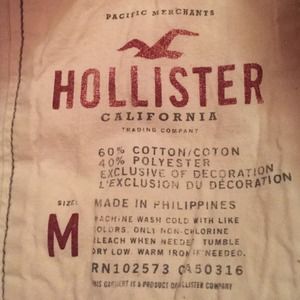 PACIFIC MERCHANTS
HOLLISTER
CALIFORNIA
TRADING COMPANY
60% COTTON/COTON
40% POLYESTER
EXCLUSIVE OF DECORATION
L'EXCLUSION DU DÉCORATION
SIZE:
M
MADE IN PHILIPPINES
MACHINE WASH COLD WITH LIKE
COLORS. ONLY NON-CHLORINE
BLEACH WHEN NEEDED TUMBLE
DRY LOW. WARM IRON IF NEEDED.
RN102573 CA50316
THIS GARMENT IS A PRODUCT OF HOLLISTER COMPANY